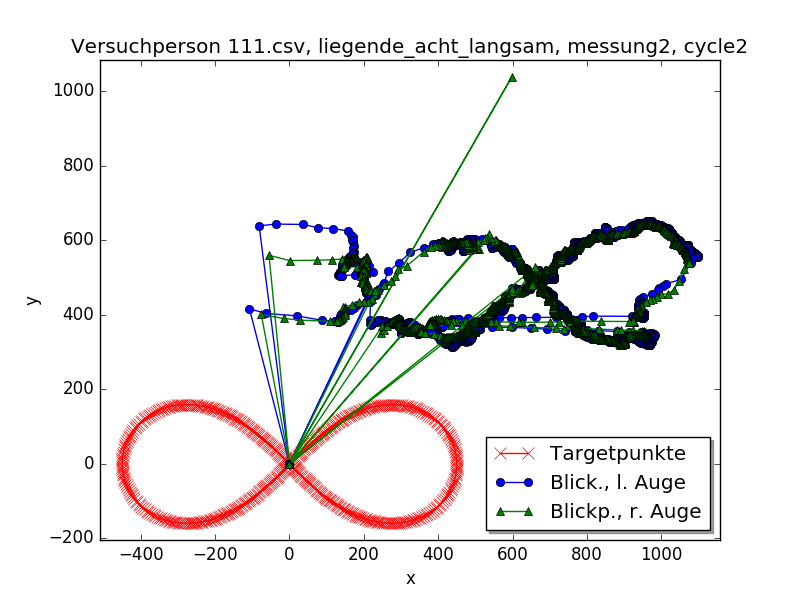 Versuchperson 111.csv, liegende_acht_langsam, messung2, cycle2
1000
800
600
y
400
200
0
−200
Targetpunkte
Blick., l. Auge
Blickp., r. Auge
−400 −200 0 200 400 600 800 1000
x